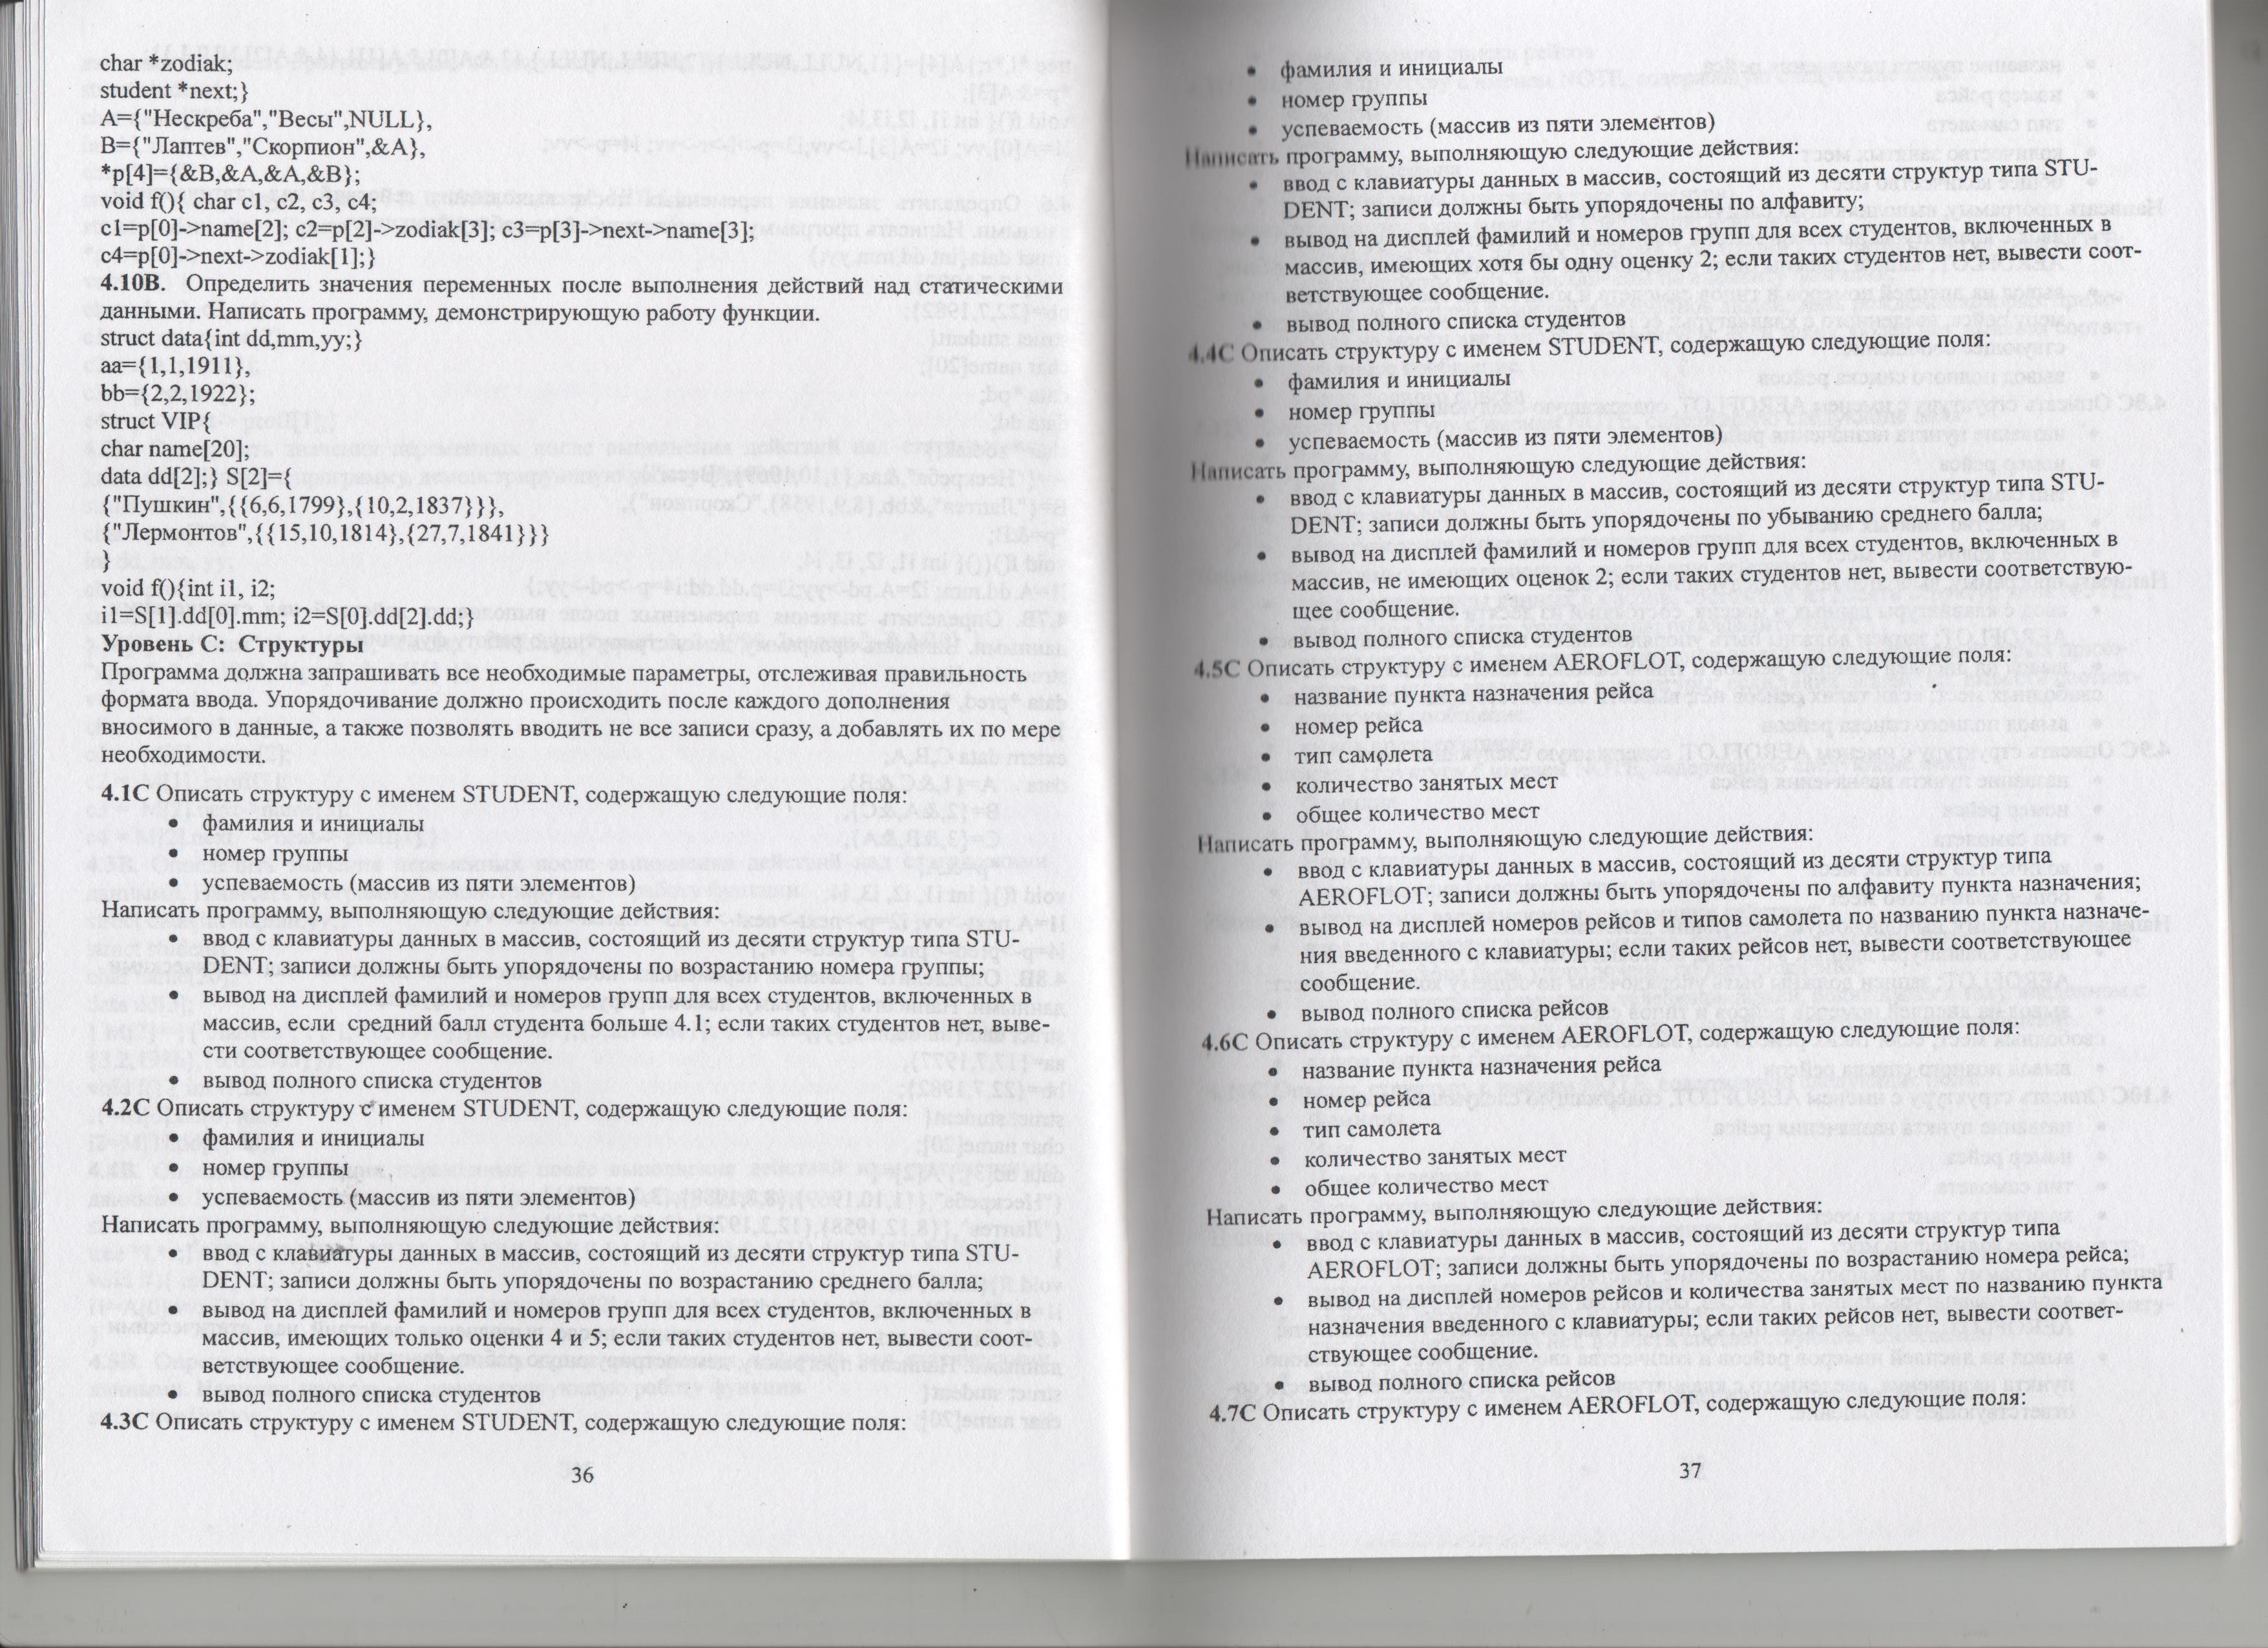 char *zodiak;
student *next;}
A={"Нескреба","Весы",NULL},
B={"Лаптев","Скорпион",&A},
*p[4]={&B,&A,&A,&B};
void f(){ char c1, c2, c3, c4;
c1=p[0]->name[2]; c2=p[2]->zodiak[3]; c3=p[3]->next->name[3];
c4=p[0]->next->zodiak[1];}
4.10В. Определить значения переменных после выполнения действий над статическими
данными. Написать программу, демонстрирующую работу функции.
struct data{int dd,mm,yy;}
aa={1,1,1911},
bb={2,2,1922};
struct VIP{
char name[20];
data dd[2];} S[2]={
{"Пушкин",{{6,6,1799},{10,2,1837}}},
{"Лермонтов",{{15,10,1814},{27,7,1841}}}
}
void f(){int i1, i2;
i1=S[1].dd[0].mm; i2=S[0].dd[2].dd;}
Уровень С: Структуры
Программа должна запрашивать все необходимые параметры, отслеживая правильность
формата ввода. Упорядочивание должно происходить после каждого дополнения
вносимого в данные, а также позволять вводить не все записи сразу, а добавлять их по мере
необходимости.
4.1С Описать структуру с именем STUDENT, содержащую следующие поля:
• фамилия и инициалы
• номер группы
• успеваемость (массив из пяти элементов)
Написать программу, выполняющую следующие действия:
• ввод с клавиатуры данных в массив, состоящий из десяти структур типа STU-
DENT; записи должны быть упорядочены по возрастанию номера группы;
• вывод на дисплей фамилий и номеров групп для всех студентов, включенных в
массив, если средний балл студента больше 4.1; если таких студентов нет, выве-
сти соответствующее сообщение.
• вывод полного списка студентов
4.2С Описать структуру с именем STUDENT, содержащую следующие поля:
• фамилия и инициалы
• номер группы
• успеваемость (массив из пяти элементов)
Написать программу, выполняющую следующие действия:
• ввод с клавиатуры данных в массив, состоящий из десяти структур типа STU-
DENT; записи должны быть упорядочены по возрастанию среднего балла;
• вывод на дисплей фамилий и номеров групп для всех студентов, включенных в
массив, имеющих только оценки 4 и 5; если таких студентов нет, вывести соот-
ветствующее сообщение.
• вывод полного списка студентов
4.3С Описать структуру с именем STUDENT, содержащую следующие поля:
36
• фамилия и инициалы
• номер группы
• успеваемость (массив из пяти элементов)
Написать программу, выполняющую следующие действия:
• ввод с клавиатуры данных в массив, состоящий из десяти структур типа STU-
DENT; записи должны быть упорядочены по алфавиту;
• вывод на дисплей фамилий и номеров групп для всех студентов, включенных в
массив, имеющих хотя бы одну оценку 2; если таких студентов нет, вывести соот-
ветствующее сообщение.
• вывод полного списка студентов
4.4С Описать структуру с именем STUDENT, содержащую следующие поля:
• фамилия и инициалы
• номер группы
• успеваемость (массив из пяти элементов)
Написать программу, выполняющую следующие действия:
• ввод с клавиатуры данных в массив, состоящий из десяти структур типа STU-
DENT; записи должны быть упорядочены по убыванию среднего балла;
• вывод на дисплей фамилий и номеров групп для всех студентов, включенных в
массив, не имеющих оценок 2; если таких студентов нет, вывести соответствую-
щее сообщение.
• вывод полного списка студентов
4.5С Описать структуру с именем AEROFLOT, содержащую следующие поля:
• название пункта назначения рейса
• номер рейса
• тип самолета
• количество занятых мест
• общее количество мест
Написать программу, выполняющую следующие действия:
• ввод с клавиатуры данных в массив, состоящий из десяти структур типа
AEROFLOT; записи должны быть упорядочены по алфавиту пункта назначения;
• вывод на дисплей номеров рейсов и типов самолета по названию пункта назначе-
ния введенного с клавиатуры; если таких рейсов нет, вывести соответствующее
сообщение.
• вывод полного списка рейсов
4.6С Описать структуру с именем AEROFLOT, содержащую следующие поля:
• название пункта назначения рейса
• номер рейса
• тип самолета
• количество занятых мест
• общее количество мест
Написать программу, выполняющую следующие действия:
• ввод с клавиатуры данных в массив, состоящий из десяти структур типа
AEROFLOT; записи должны быть упорядочены по возрастанию номера рейса;
• вывод на дисплей номеров рейсов и количества занятых мест по названию пункта
назначения введенного с клавиатуры; если таких рейсов нет, вывести соответ-
ствующее сообщение.
• вывод полного списка рейсов
4.7С Описать структуру с именем AEROFLOT, содержащую следующие поля:
37